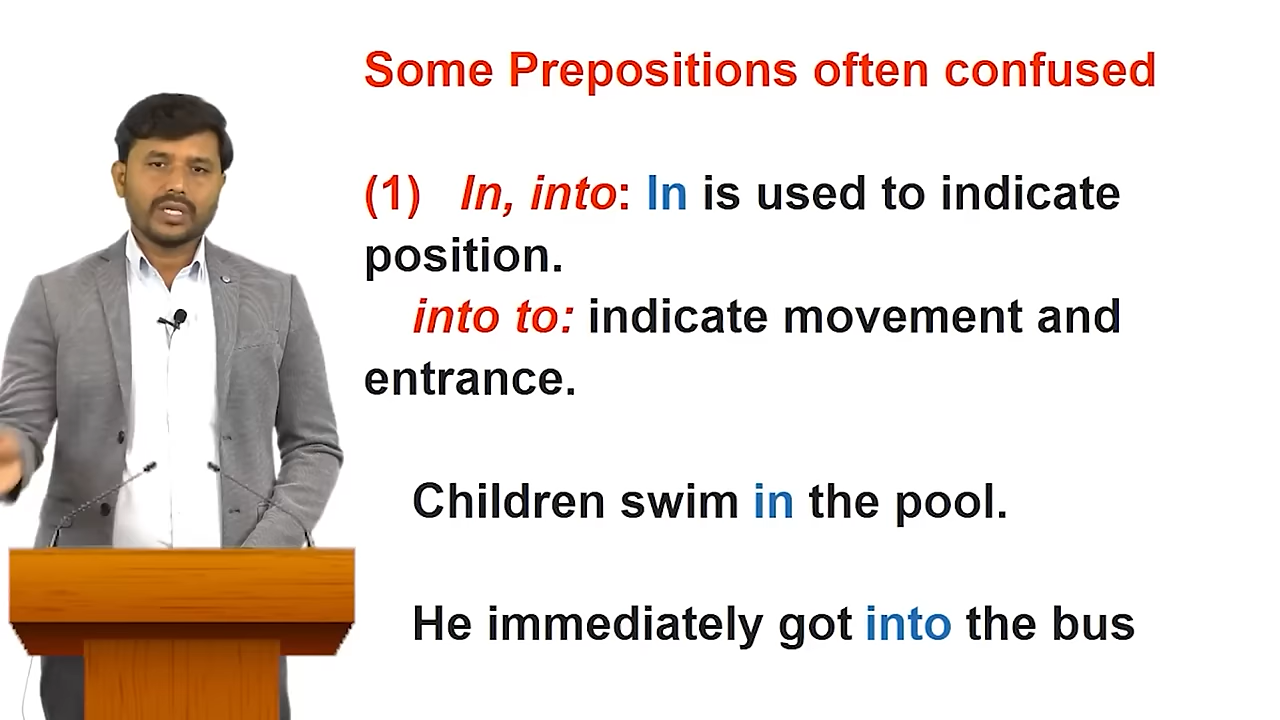 Some Prepositions often confused
(1) In, into: In is used to indicate
position.
into to: indicate movement and
entrance.
Children swim in the pool.
He immediately got into the bus